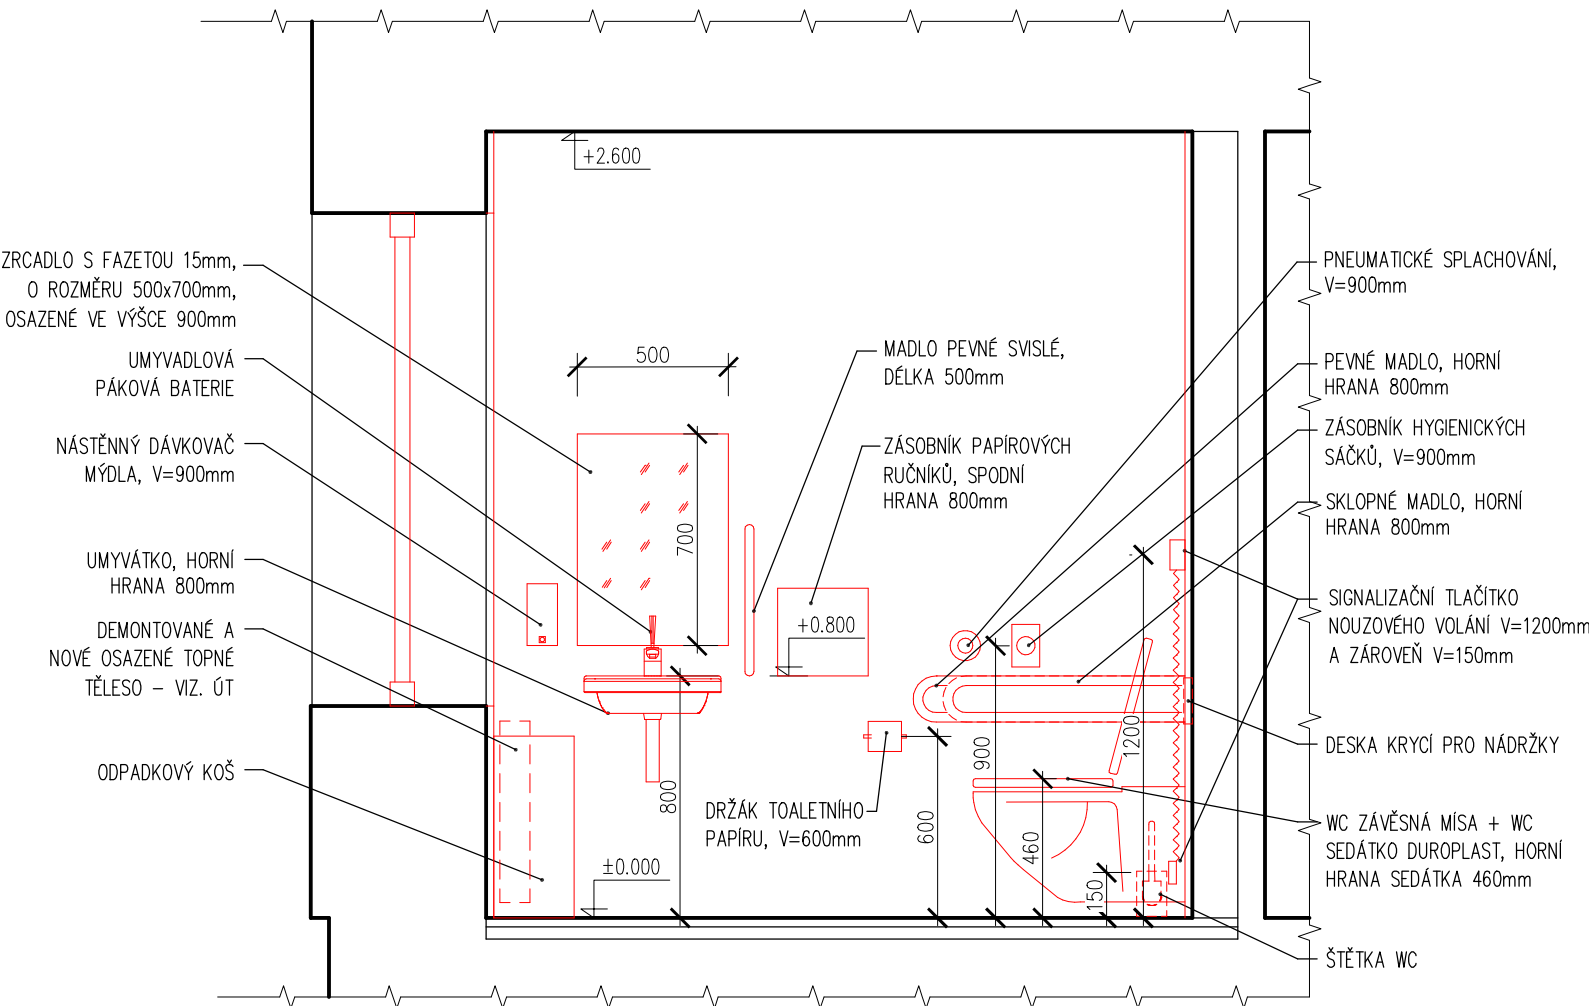 +2.600
ZRCADLO S FAZETOU 15mm,
O ROZMĚRU 500x700mm,
OSAZENÉ VE VÝŠCE 900mm
UMYVADLOVÁ
PÁKOVÁ BATERIE
NÁSTĚNNÝ DÁVKOVAČ
MÝDLA, V=900mm
UMYVÁTKO, HORNÍ
HRANA 800mm
DEMONTOVANÉ A
NOVÉ OSAZENÉ TOPNÉ
TĚLESO – VIZ. ÚT
ODPADKOVÝ KOŠ
500
700
MADLO PEVNÉ SVISLÉ,
DÉLKA 500mm
ZÁSOBNÍK PAPÍROVÝCH
RUČNÍKŮ, SPODNÍ
HRANA 800mm
+0.800
800
DRŽÁK TOALETNÍHO
PAPÍRU, V=600mm
±0.000
600
900
460
150
1200
PNEUMATICKÉ SPLACHOVÁNÍ,
V=900mm
PEVNÉ MADLO, HORNÍ
HRANA 800mm
ZÁSOBNÍK HYGIENICKÝCH
SÁČKŮ, V=900mm
SKLOPNÉ MADLO, HORNÍ
HRANA 800mm
SIGNALIZAČNÍ TLAČÍTKO
NOUZOVÉHO VOLÁNÍ V=1200mm
A ZÁROVEŇ V=150mm
DESKA KRYCÍ PRO NÁDRŽKY
WC ZÁVĚSNÁ MÍSA + WC
SEDÁTKO DUROPLAST, HORNÍ
HRANA SEDÁTKA 460mm
ŠTĚTKA WC